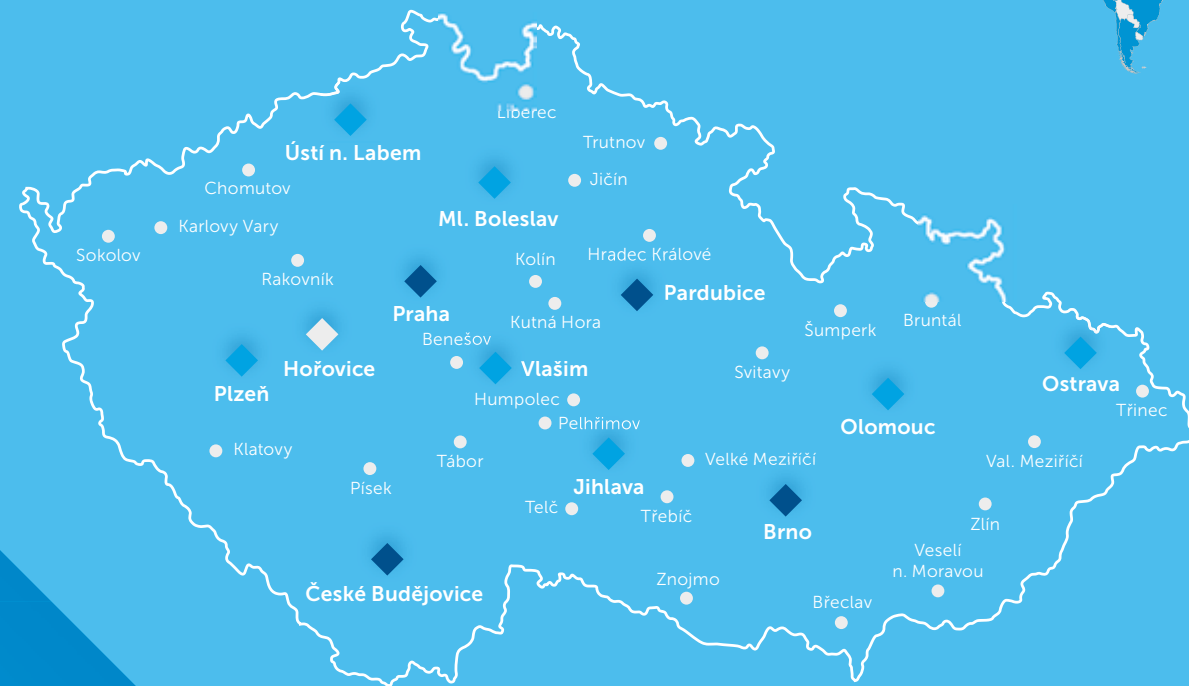 Liberec
Trutnov
Ústí n. Labem
Jičín
Chomutov
Ml. Boleslav
Karlovy Vary
Sokolov
Hradec Králové
Kolín
Rakovník
Pardubice
Praha
Kutná Hora
Bruntál
Šumperk
Benešov
Hořovice
Vlašim
Svitavy
Ostrava
Plzeň
Humpolec
Třinec
Pelhřimov
Olomouc
Klatovy
Tábor
Velké Meziříčí
Val. Meziříčí
Písek
Jihlava
Telč
Třebíč
Zlín
Brno
Veselí
n. Moravou
Znojmo
České Budějovice
Břeclav